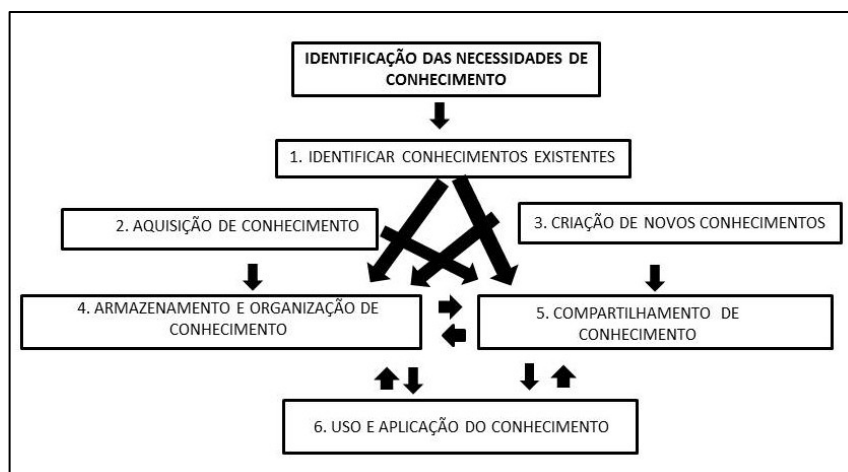 IDENTIFICAÇÃO DAS NECESSIDADES DE
CONHECIMENTO
1. IDENTIFICAR CONHECIMENTOS EXISTENTES
2. AQUISIÇÃO DE CONHECIMENTO
3. CRIAÇÃO DE NOVOS CONHECIMENTOS
4. ARMAZENAMENTO E ORGANIZAÇÃO DE
CONHECIMENTO
5. COMPARTILHAMENTO DE
CONHECIMENTO
6. USO E APLICAÇÃO DO CONHECIMENTO